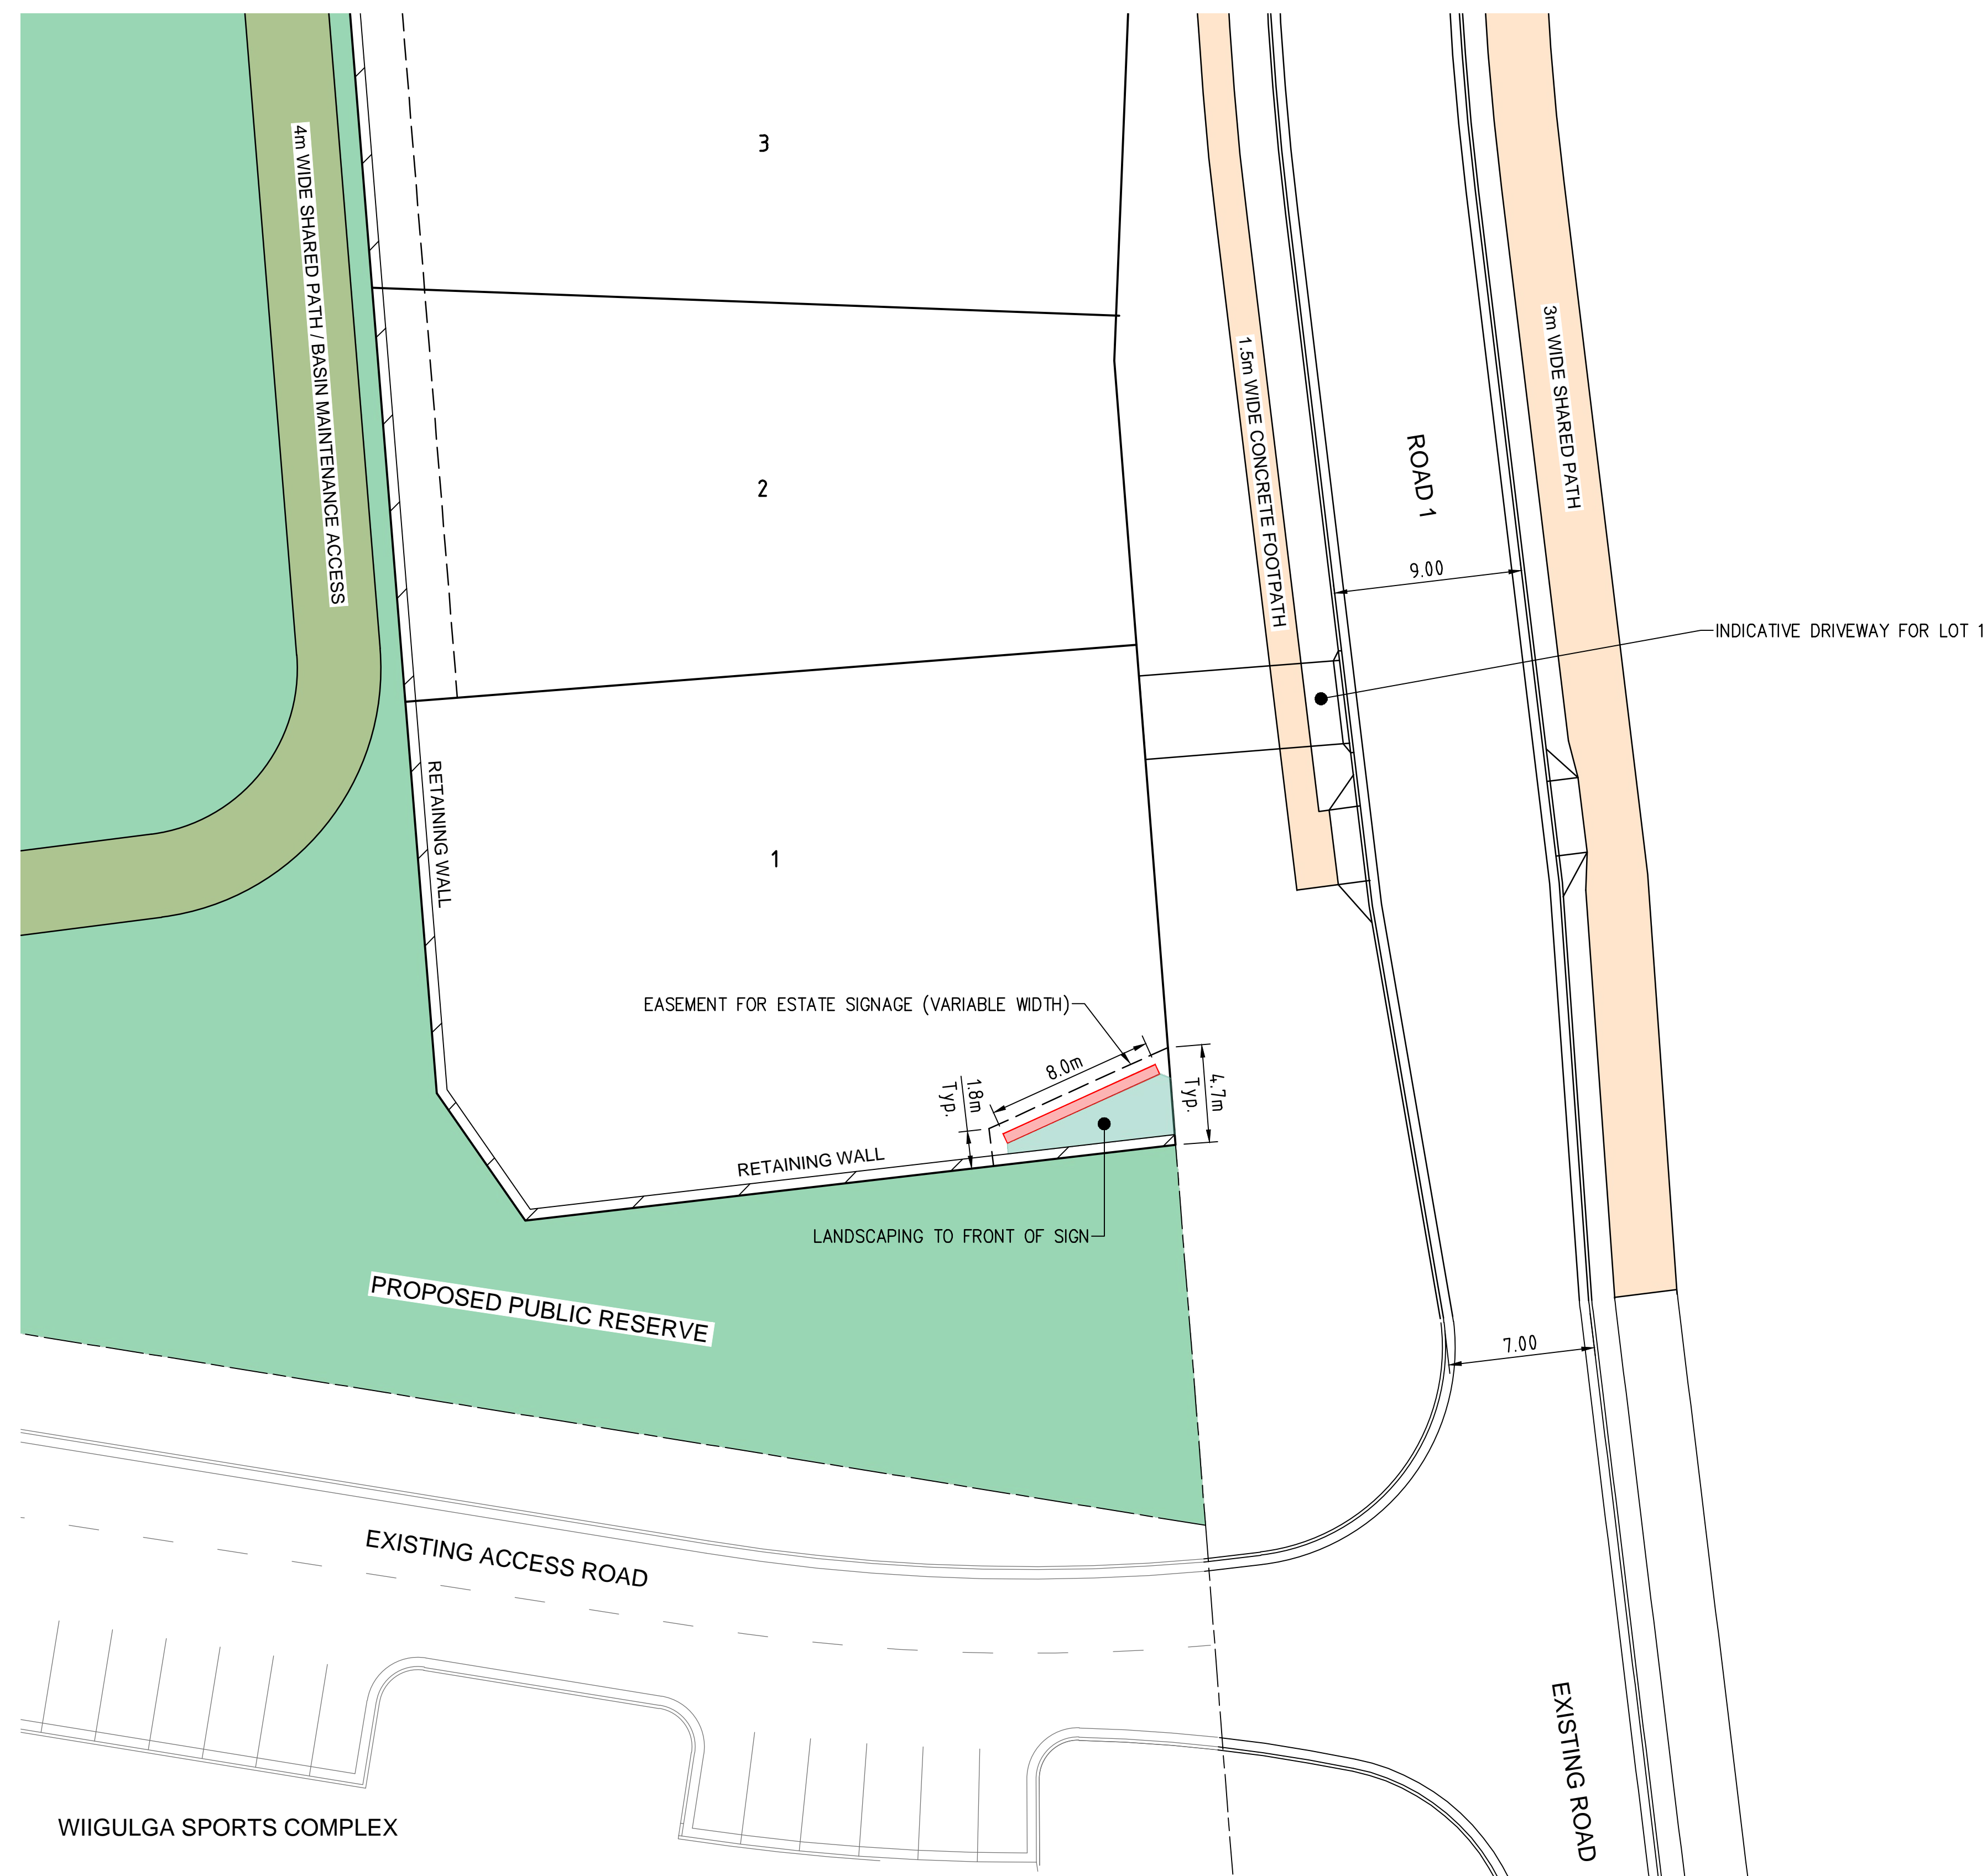 3
4m WIDE SHARED PATH / BASIN MAINTENANCE ACCESS
1.5m WIDE CONCRETE FOOTPATH
3m WIDE SHARED PATH
ROAD 1
2
9.00
INDICATIVE DRIVEWAY FOR LOT 1
RETAINING WALL
1
EASEMENT FOR ESTATE SIGNAGE (VARIABLE WIDTH)
8.0m
1.8m
Typ.
4.7m
Typ.
RETAINING WALL
LANDSCAPING TO FRONT OF SIGN
PROPOSED PUBLIC RESERVE
7.00
EXISTING ACCESS ROAD
EXISTING ROAD
WIIGULGA SPORTS COMPLEX